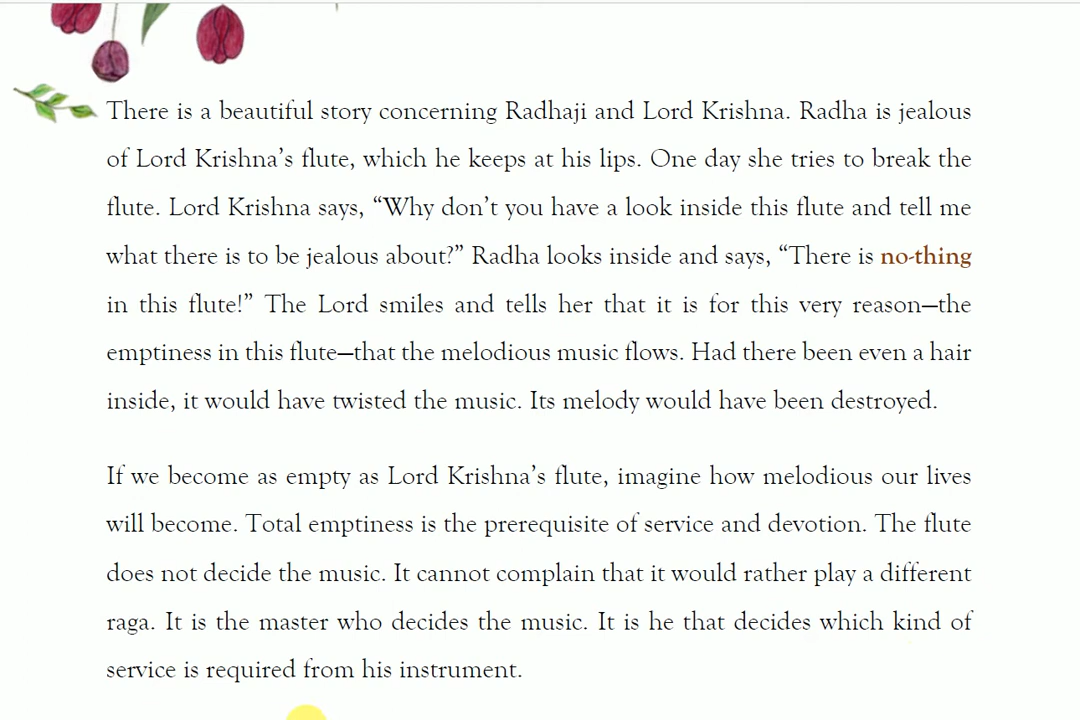 There is a beautiful story concerning Radhaji and Lord Krishna. Radha is jealous
of Lord Krishna’s flute, which he keeps at his lips. One day she tries to break the
flute. Lord Krishna says, “Why don’t you have a look inside this flute and tell me
what there is to be jealous about?” Radha looks inside and says, “There is no-thing
in this flute!” The Lord smiles and tells her that it is for this very reason—the
emptiness in this flute—that the melodious music flows. Had there been even a hair
inside, it would have twisted the music. Its melody would have been destroyed.
If we become as empty as Lord Krishna’s flute, imagine how melodious our lives
will become. Total emptiness is the prerequisite of service and devotion. The flute
does not decide the music. It cannot complain that it would rather play a different
raga. It is the master who decides the music. It is he that decides which kind of
service is required from his instrument.